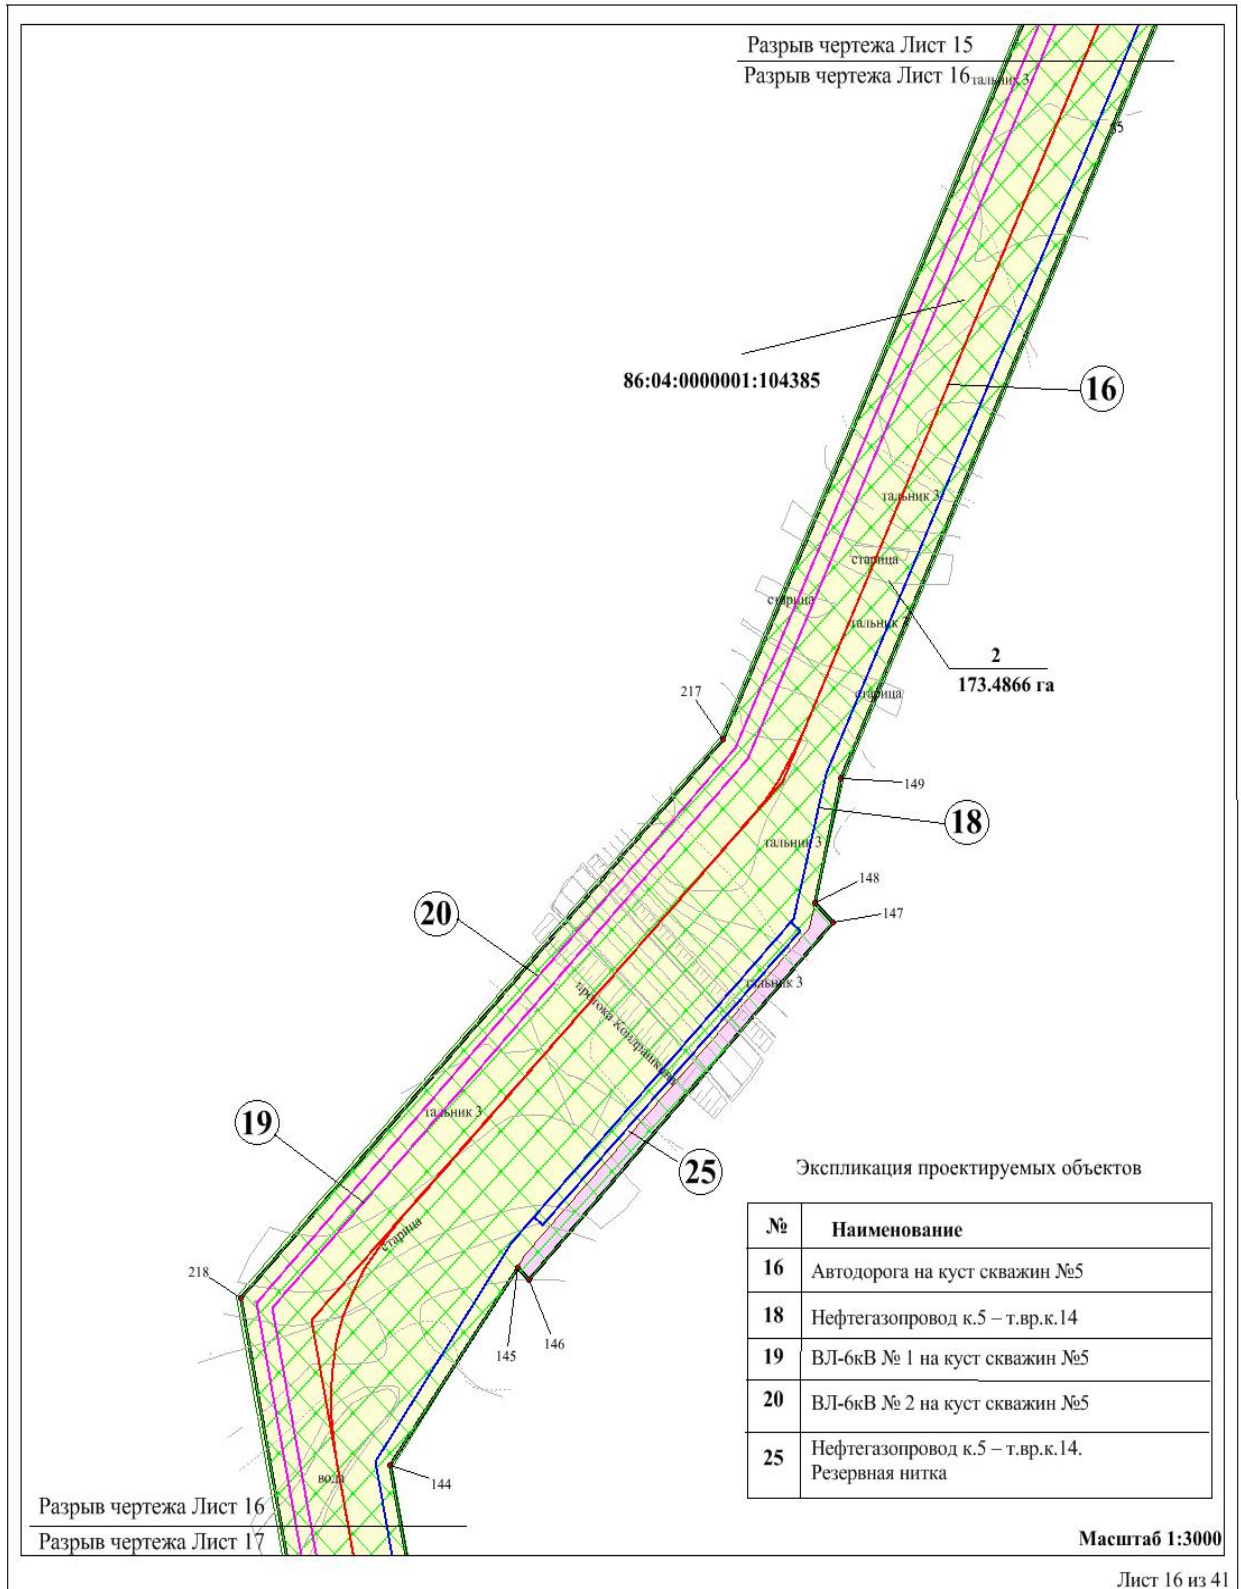 Разрыв чертежа Лист 15
Разрыв чертежа Лист 16
тальник 3
86:04:0000001:104385
16
тальник 3
старица
старица
тальник 3
2
173.4866 га
старица
217
149
18
тальник 3
148
147
20
тальник 3
протока Кондрашкина
тальник 3
19
25
старица
218
146
145
144
вода
Экспликация проектируемых объектов
№ Наименование
16 Автодорога на куст скважин №5
18 Нефтегазопровод к.5 – т.вр.к.14
19 ВЛ-6кВ № 1 на куст скважин №5
20 ВЛ-6кВ № 2 на куст скважин №5
25 Нефтегазопровод к.5 – т.вр.к.14.
Резервная нитка
Разрыв чертежа Лист 16
Разрыв чертежа Лист 17
Масштаб 1:3000
Лист 16 из 41